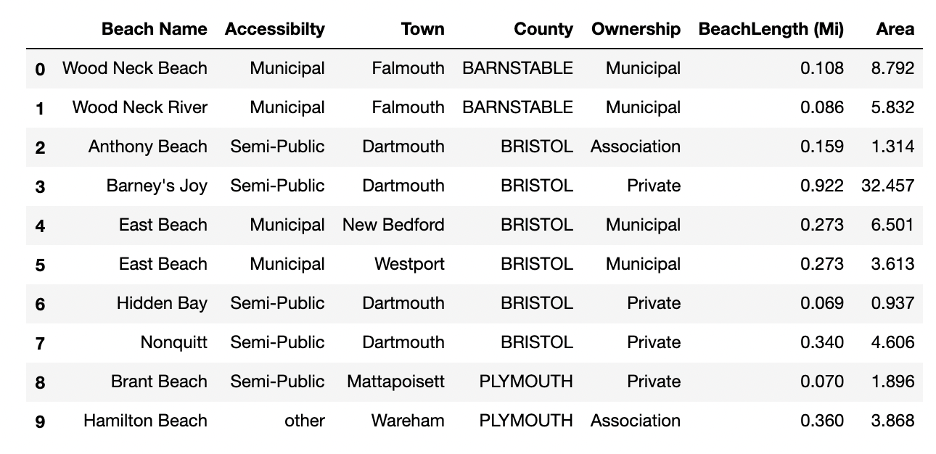 Beach Name Accessibilty Town County Ownership BeachLength (Mi) Area
0 Wood Neck Beach Municipal Falmouth BARNSTABLE Municipal 0.108 8.792
1 Wood Neck River Municipal Falmouth BARNSTABLE Municipal 0.086 5.832
2 Anthony Beach Semi-Public Dartmouth BRISTOL Association 0.159 1.314
3 Barney's Joy Semi-Public Dartmouth BRISTOL Private 0.922 32.457
4 East Beach Municipal New Bedford BRISTOL Municipal 0.273 6.501
5 East Beach Municipal Westport BRISTOL Municipal 0.273 3.613
6 Hidden Bay Semi-Public Dartmouth BRISTOL Private 0.069 0.937
7 Nonquitt Semi-Public Dartmouth BRISTOL Private 0.340 4.606
8 Brant Beach Semi-Public Mattapoisett PLYMOUTH Private 0.070 1.896
9 Hamilton Beach other Wareham PLYMOUTH Association 0.360 3.868